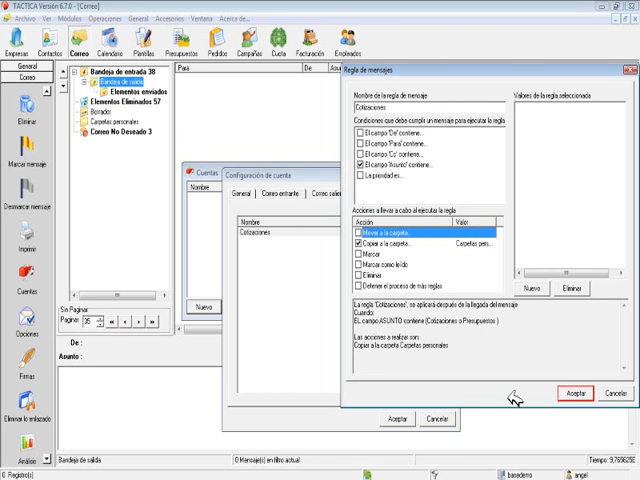 TACTICA Versión 6.7.0 - [Correo]
Archivo Ver Módulos Operaciones General Accesorios Ventana Acerca de...
Empresas Contactos Correo Calendario Plantillas Presupuestos Pedidos Campañas Cuota Facturación Empleados
General
Correo
Eliminar
Marcar mensaje
Desmarcar mensaje
Imprimir
Cuentas
Opciones
Firmas
Eliminar lo enlazado
Análisis
Bandeja de entrada 38
Bandeja de salida
Elementos enviados
Elementos Eliminados 57
Borrador
Carpetas personales
Correo No Deseado 3
Sin Paginar
Paginar 35
Para De Asu
De :
Asunto :
Cuentas
Nombre
Nuevo
Configuración de cuenta
General Correo entrante Correo salien
Nombre
Cotizaciones
Aceptar Cancelar
Regla de mensajes
Nombre de la regla de mensaje
Cotizaciones
Condiciones que debe cumplir un mensaje para ejecutar la regla
El campo 'De' contiene...
El campo 'Para' contiene...
El campo 'Cc' contiene...
El campo 'Asunto' contiene...
La prioridad es...
Acciones a llevar a cabo al ejecutar la regla
Acción Valor
Mover a la carpeta...
Copiar a la carpeta... Carpetas pers...
Marcar
Marcar como leído
Eliminar
Detener el proceso de más reglas
Valores de la regla seleccionada
Nuevo Eliminar
La regla 'Cotizaciones', se aplicará después de la llegada del mensaje
Cuando:
EL campo ASUNTO contiene (Cotizaciones o Presupuestos )
Las acciones a realizar son:
Copiar a la carpeta Carpetas personales
Aceptar Cancelar
Bandeja de salida 0 Mensaje(s) en filtro actual Tiempo: 9,765625E
0 Registro(s) basedemo angel